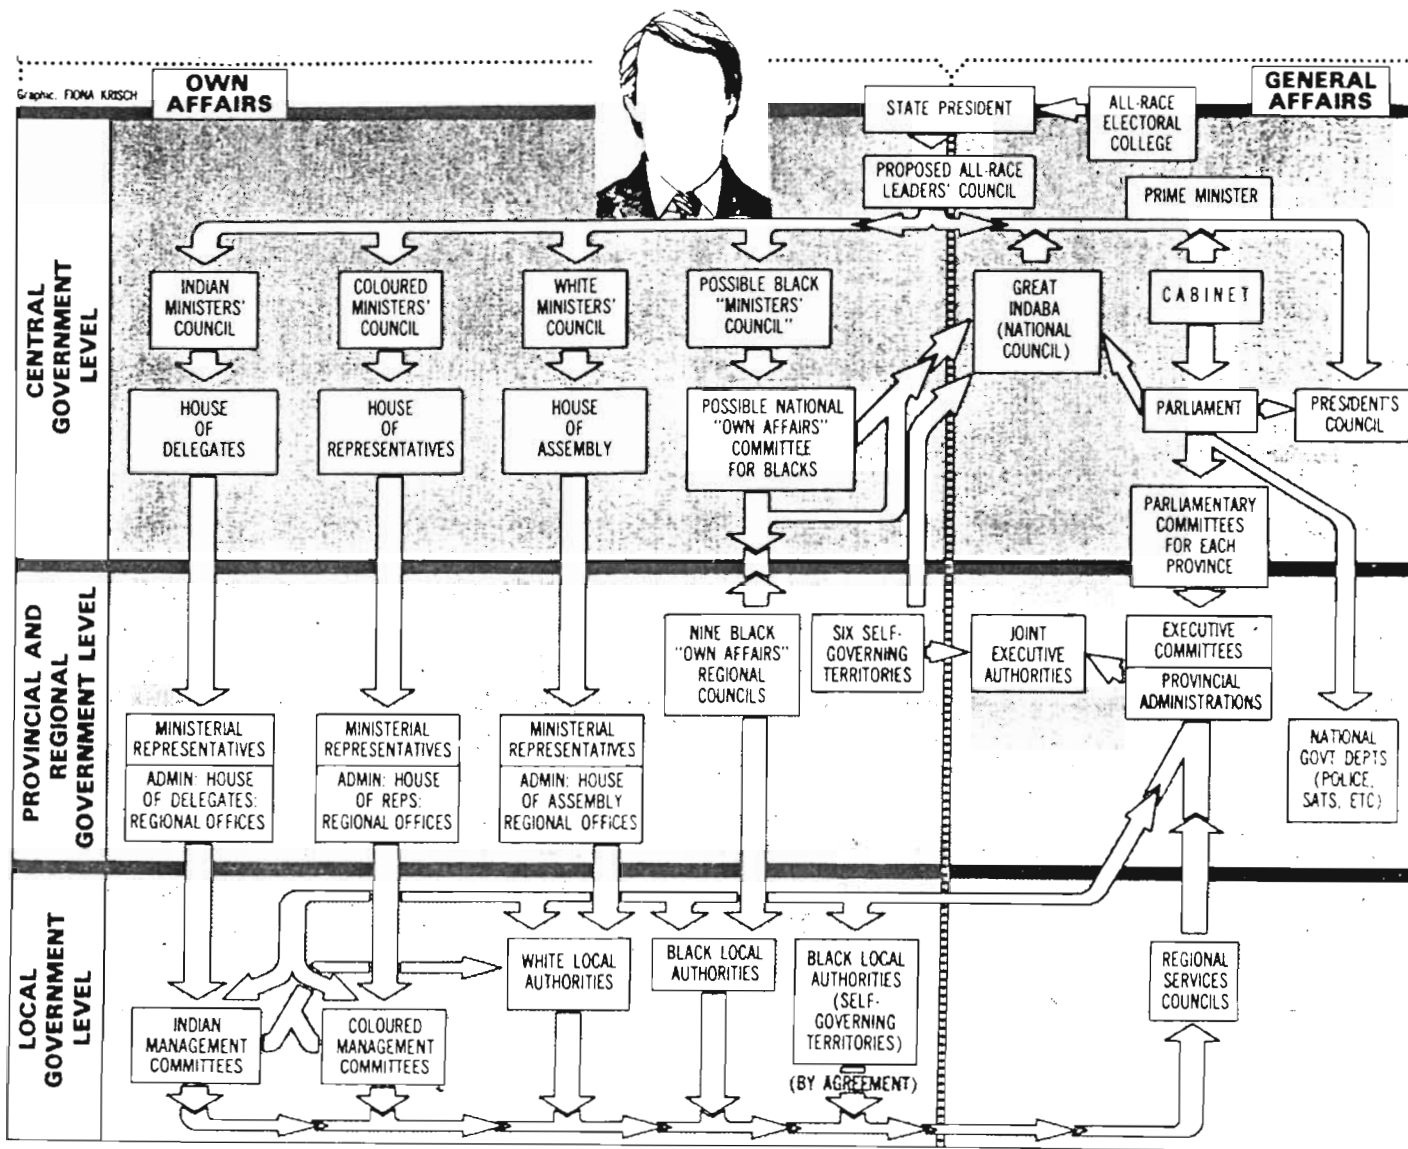 OWN
AFFAIRS
GENERAL
AFFAIRS
Graphic: FIONA KRISCH
STATE PRESIDENT
ALL-RACE
ELECTORAL
COLLEGE
PROPOSED ALL-RACE
LEADERS' COUNCIL
PRIME MINISTER
CENTRAL
GOVERNMENT
LEVEL
INDIAN
MINISTERS'
COUNCIL
COLOURED
MINISTERS'
COUNCIL
WHITE
MINISTERS'
COUNCIL
POSSIBLE BLACK
"MINISTERS'
COUNCIL"
GREAT
INDABA
(NATIONAL
COUNCIL)
CABINET
HOUSE
OF
DELEGATES
HOUSE
OF
REPRESENTATIVES
HOUSE
OF
ASSEMBLY
POSSIBLE NATIONAL
"OWN AFFAIRS"
COMMITTEE
FOR BLACKS
PARLIAMENT
PRESIDENT'S
COUNCIL
PARLIAMENTARY
COMMITTEES
FOR EACH
PROVINCE
PROVINCIAL AND
REGIONAL
GOVERNMENT LEVEL
NINE BLACK
"OWN AFFAIRS"
REGIONAL
COUNCILS
SIX SELF-
GOVERNING
TERRITORIES
JOINT
EXECUTIVE
AUTHORITIES
EXECUTIVE
COMMITTEES
PROVINCIAL
ADMINISTRATIONS
MINISTERIAL
REPRESENTATIVES
ADMIN: HOUSE
OF DELEGATES:
REGIONAL OFFICES
MINISTERIAL
REPRESENTATIVES
ADMIN: HOUSE
OF REPS:
REGIONAL OFFICES
MINISTERIAL
REPRESENTATIVES
ADMIN: HOUSE
OF ASSEMBLY
REGIONAL OFFICES
NATIONAL
GOVT DEPTS
(POLICE,
SATS, ETC)
LOCAL
GOVERNMENT
LEVEL
WHITE LOCAL
AUTHORITIES
BLACK LOCAL
AUTHORITIES
BLACK LOCAL
AUTHORITIES
(SELF-
GOVERNING
TERRITORIES)
(BY AGREEMENT)
REGIONAL
SERVICES
COUNCILS
INDIAN
MANAGEMENT
COMMITTEES
COLOURED
MANAGEMENT
COMMITTEES